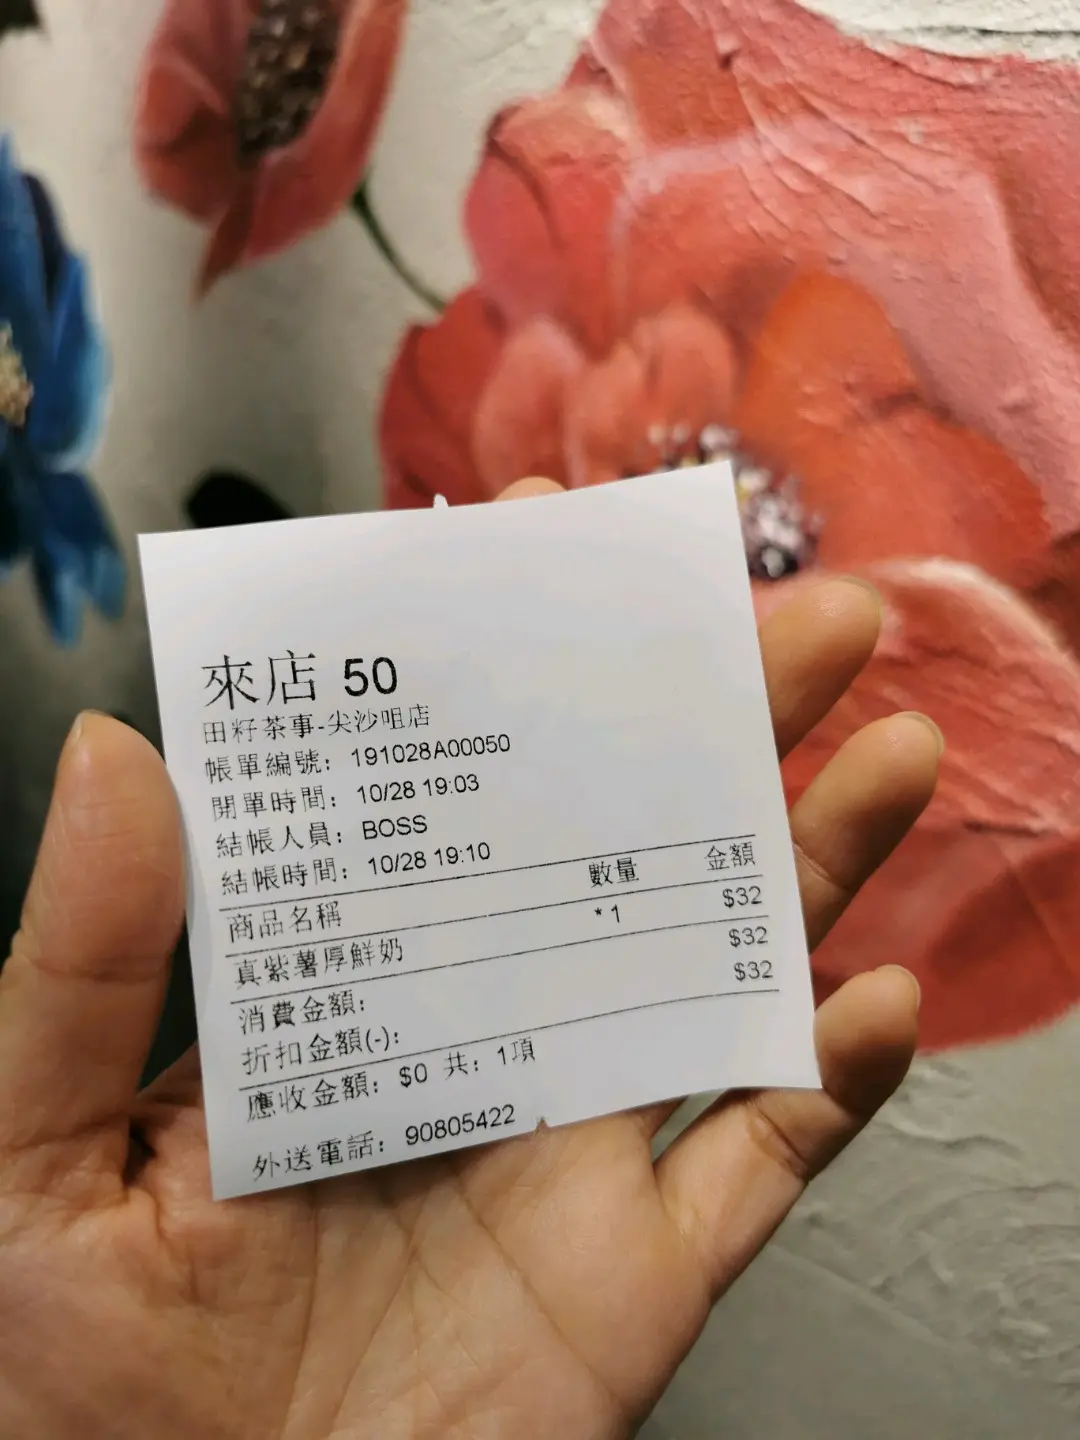 來店 50
田籽茶事-尖沙咀店
帳單編號: 191028A00050
開單時間: 10/28 19:03
結帳人員: BOSS
結帳時間: 10/28 19:10
商品名稱 數量 金額
真紫薯厚鮮奶 *1 $32
消費金額: $32
折扣金額(-): $32
應收金額: $0 共: 1項
外送電話: 90805422